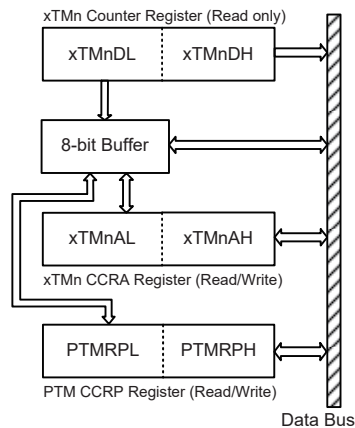 xTMn Counter Register (Read only)
xTMnDL xTMnDH
8-bit Buffer
xTMnAL xTMnAH
xTMn CCRA Register (Read/Write)
PTMRPL PTMRPH
PTM CCRP Register (Read/Write)
Data Bus